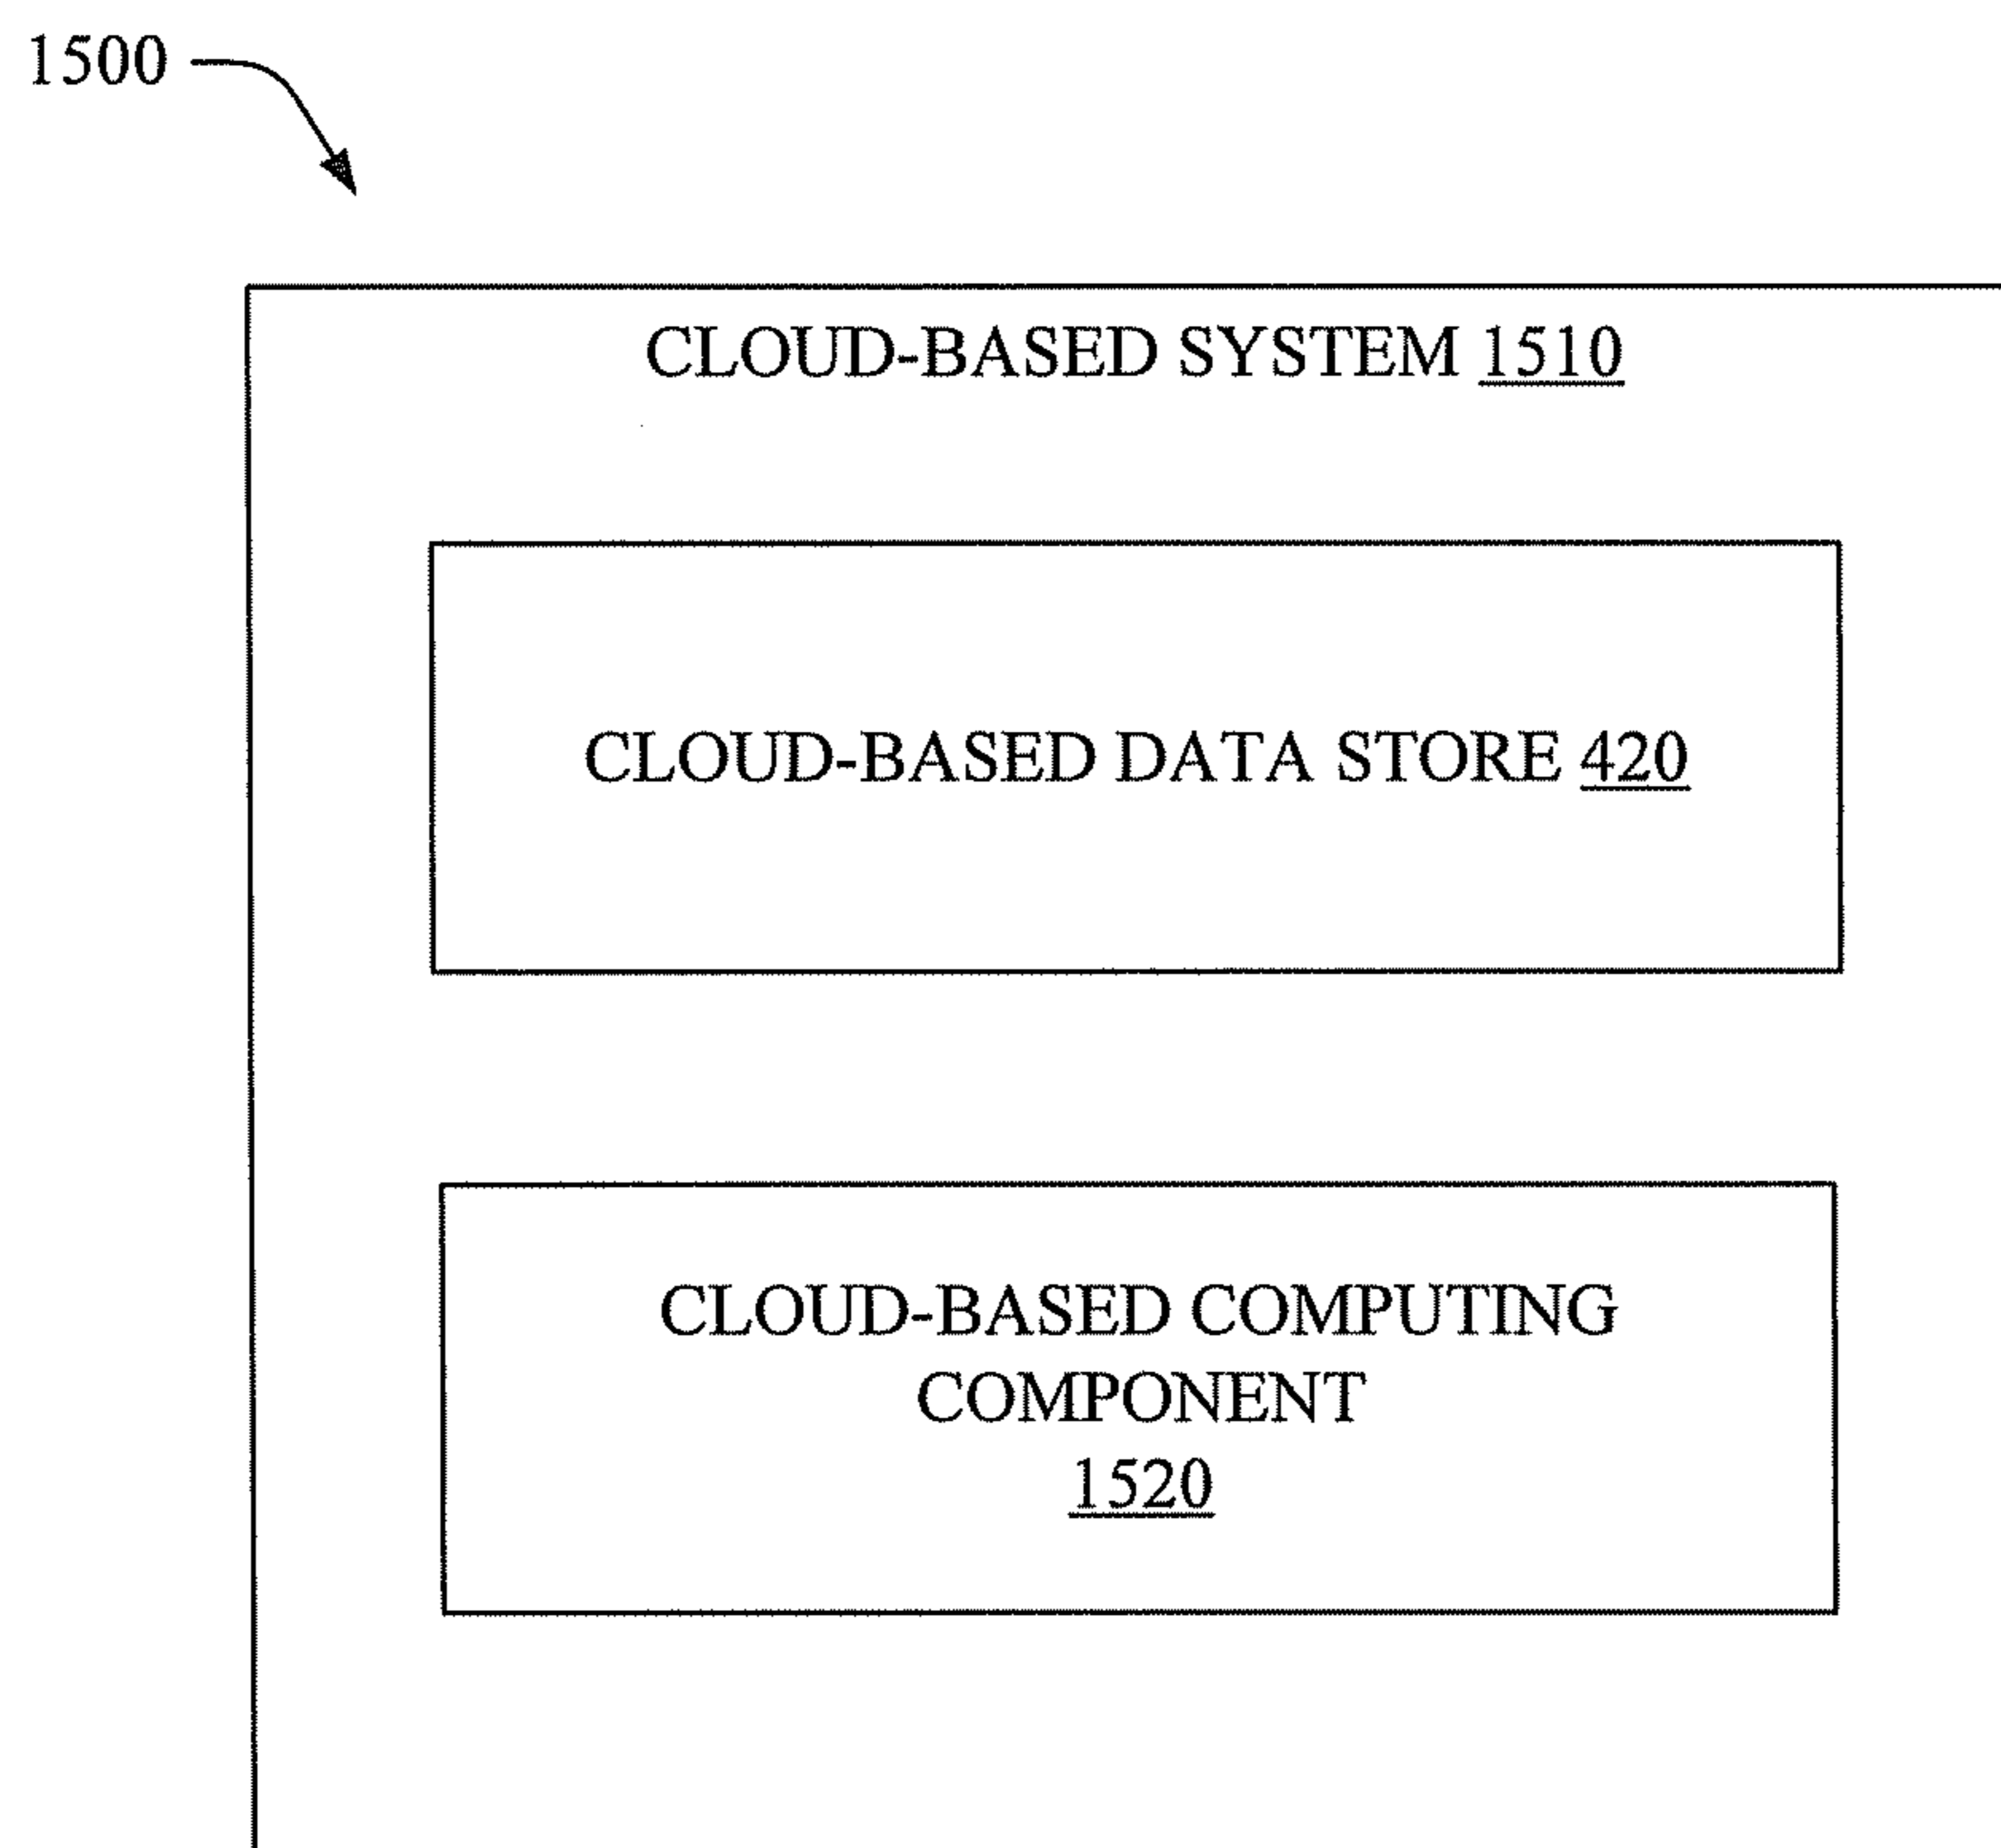 1500
CLOUD-BASED SYSTEM 1510
CLOUD-BASED DATA STORE 420
CLOUD-BASED COMPUTING
COMPONENT
1520